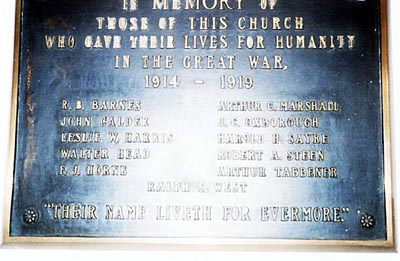 IN MEMORY OF
THOSE OF THIS CHURCH
WHO GAVE THEIR LIVES FOR HUMANITY
IN THE GREAT WAR,
1914 - 1919
R. B. BARNES ARTHUR C. MARSHALL
JOHN CALDER J. C. OXBOROUGH
LESLIE W. HARRIS HAROLD H. SAYRE
WALTER HEAD ROBERT A. STEEN
E. J. HORNE ARTHUR TABBENER
RALPH E. WEST
"THEIR NAME LIVETH FOR EVERMORE."